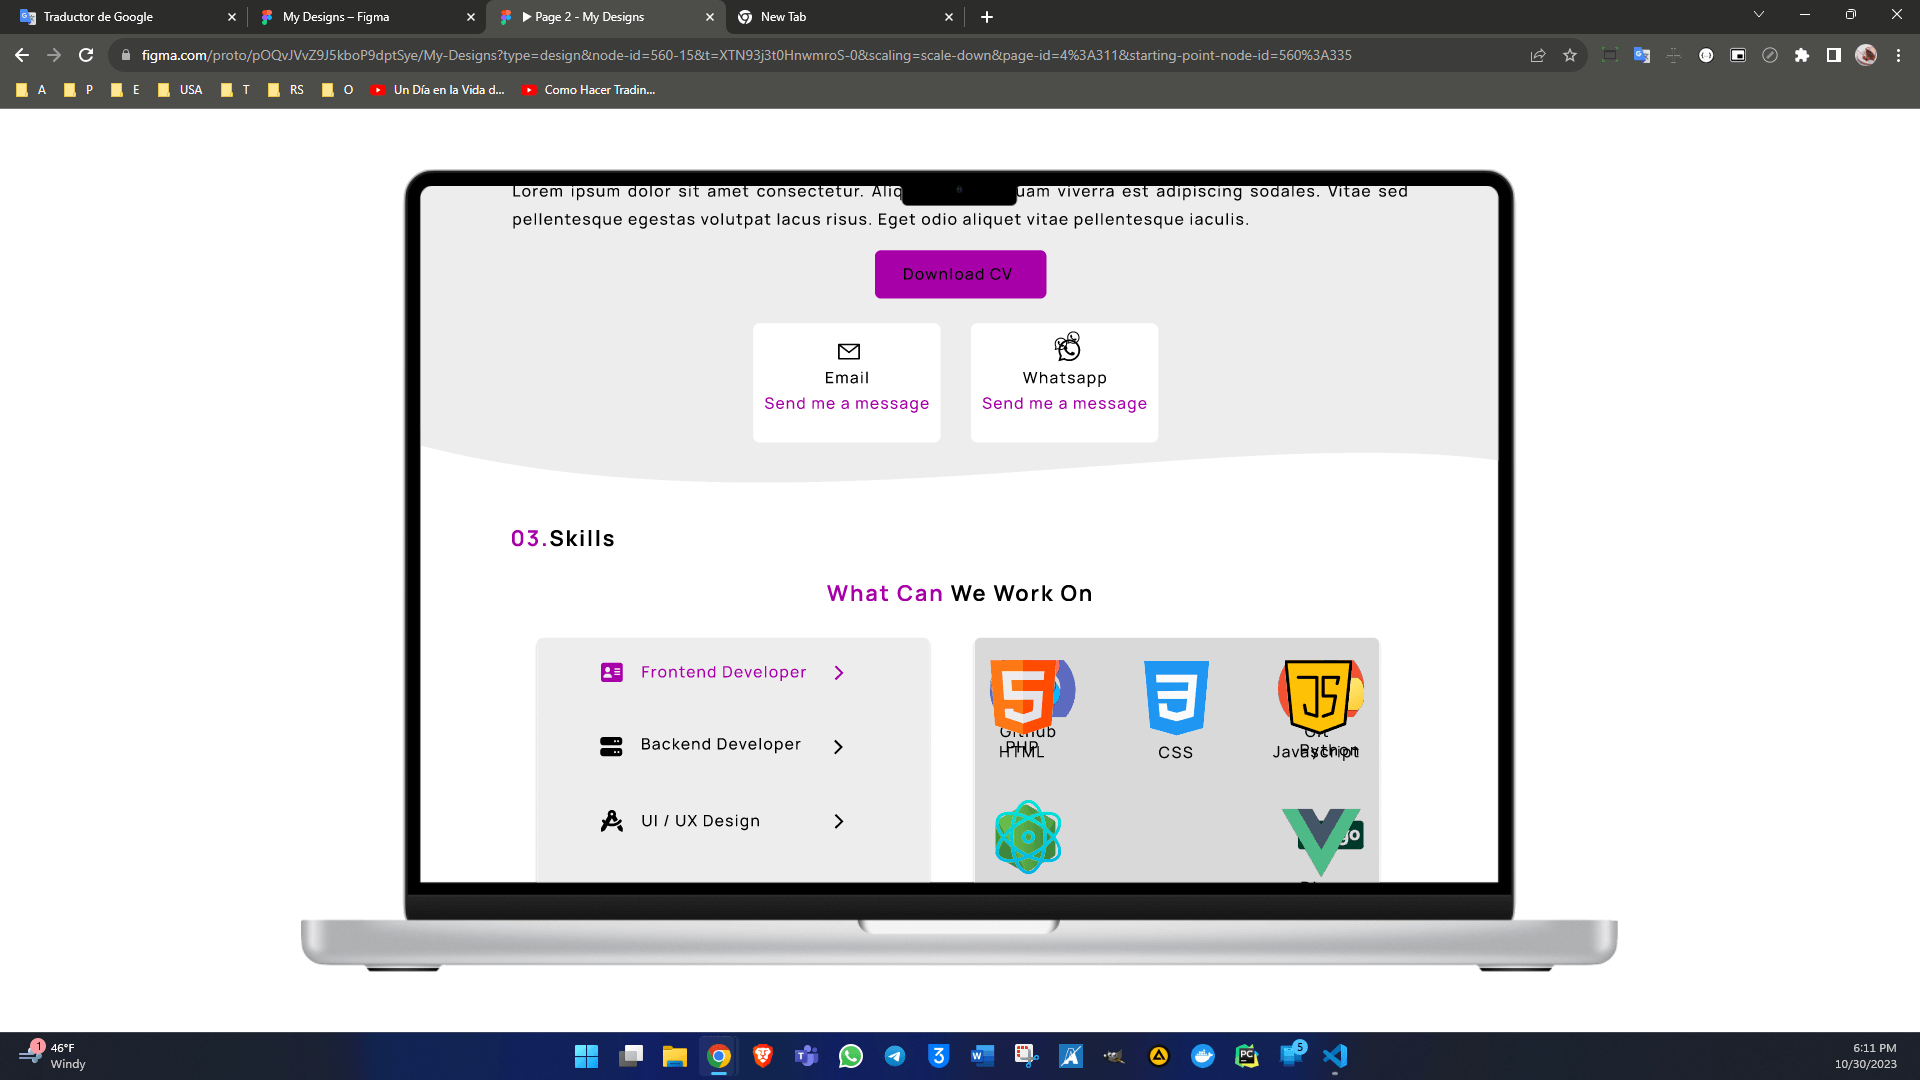 Traductor de Google
My Designs – Figma
Page 2 - My Designs
New Tab
figma.com/proto/pOQvJVvZ9J5kboP9dptSye/My-Designs?type=design&node-id=560-15&t=XTN93j3t0HnwmroS-0&scaling=scale-down&page-id=4%3A311&starting-point-node-id=560%3A335
A
P
E
USA
T
RS
O
Un Día en la Vida d...
Como Hacer Tradin...
Lorem ipsum dolor sit amet consectetur. viverra est adipiscing sodales. Vitae sed
pellentesque egestas volutpat lacus risus. Eget odio aliquet vitae pellentesque iaculis.
Download CV
Email
Send me a message
Whatsapp
Send me a message
03.Skills
What Can We Work On
Frontend Developer
Backend Developer
UI / UX Design
5
JS
Github
PHP
HTML
CSS
Git
Javascript
Python
1
46°F
Windy
5
6:11 PM
10/30/2023